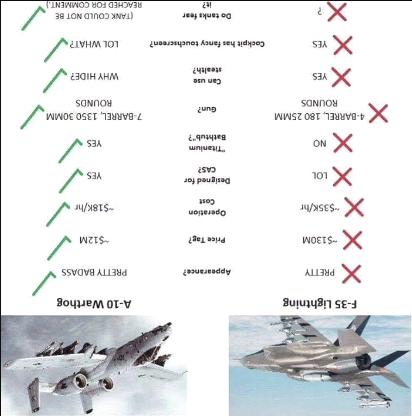 F-35 Lightning
A-10 Warthog
PRETTY
Appearance?
PRETTY BADASS
~$130M
Price Tag?
~$12M
~$35K/hr
Operation
Cost
~$18K/hr
LOL
Designed for
CAS?
YES
NO
"Titanium
Bathtub"?
YES
4-BARREL, 180 25MM
ROUNDS
Gun?
7-BARREL, 1350 30MM
ROUNDS
YES
Can use
stealth?
WHY HIDE?
YES
Cockpit has fancy touchscreen?
LOL WHAT?
?
Do tanks fear
it?
(TANK COULD NOT BE
REACHED FOR COMMENT.)